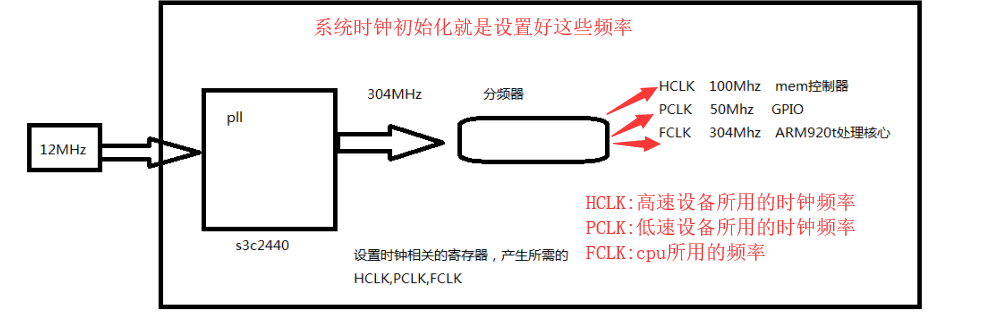 系统时钟初始化就是设置好这些频率
304MHz 分频器
HCLK 100Mhz mem控制器
PCLK 50Mhz GPIO
FCLK 304Mhz ARM920t处理核心
pll
12MHz
s3c2440
HCLK:高速设备所用的时钟频率
PCLK:低速设备所用的时钟频率
FCLK:cpu所用的频率
设置时钟相关的寄存器，产生所需的
HCLK,PCLK,FCLK